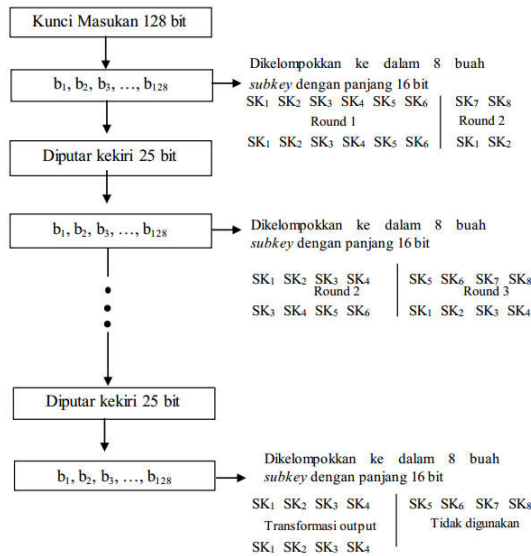 Kunci Masukan 128 bit
b₁, b₂, b₃, …, b₁₂₈
Dikelompokkan ke dalam 8 buah
subkey dengan panjang 16 bit
SK₁ SK₂ SK₃ SK₄ SK₅ SK₆ SK₇ SK₈
Round 1 Round 2
SK₁ SK₂ SK₃ SK₄ SK₅ SK₆ SK₁ SK₂
Diputar kekiri 25 bit
b₁, b₂, b₃, …, b₁₂₈
Dikelompokkan ke dalam 8 buah
subkey dengan panjang 16 bit
SK₁ SK₂ SK₃ SK₄ SK₅ SK₆ SK₇ SK₈
Round 2 Round 3
SK₃ SK₄ SK₅ SK₆ SK₁ SK₂ SK₃ SK₄
Diputar kekiri 25 bit
b₁, b₂, b₃, …, b₁₂₈
Dikelompokkan ke dalam 8 buah
subkey dengan panjang 16 bit
SK₁ SK₂ SK₃ SK₄ SK₅ SK₆ SK₇ SK₈
Transformasi output Tidak digunakan
SK₁ SK₂ SK₃ SK₄